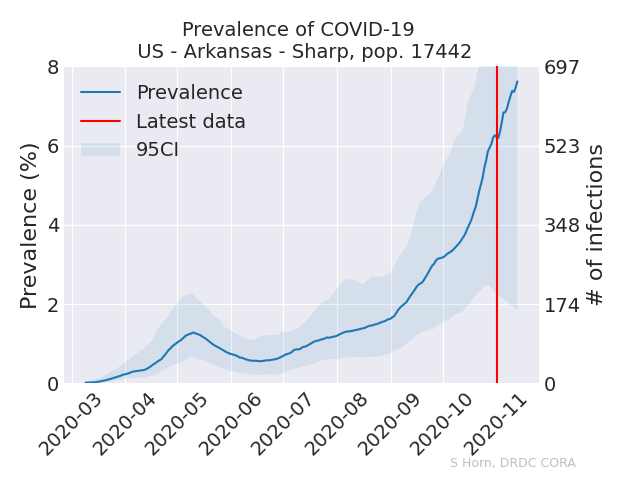 Prevalence of COVID-19
US - Arkansas - Sharp, pop. 17442
Prevalence (%)
8
6
4
2
0
Prevalence
Latest data
95CI
697
523
348
174
0
# of infections
2020-03
2020-04
2020-05
2020-06
2020-07
2020-08
2020-09
2020-10
2020-11
S Horn, DRDC CORA